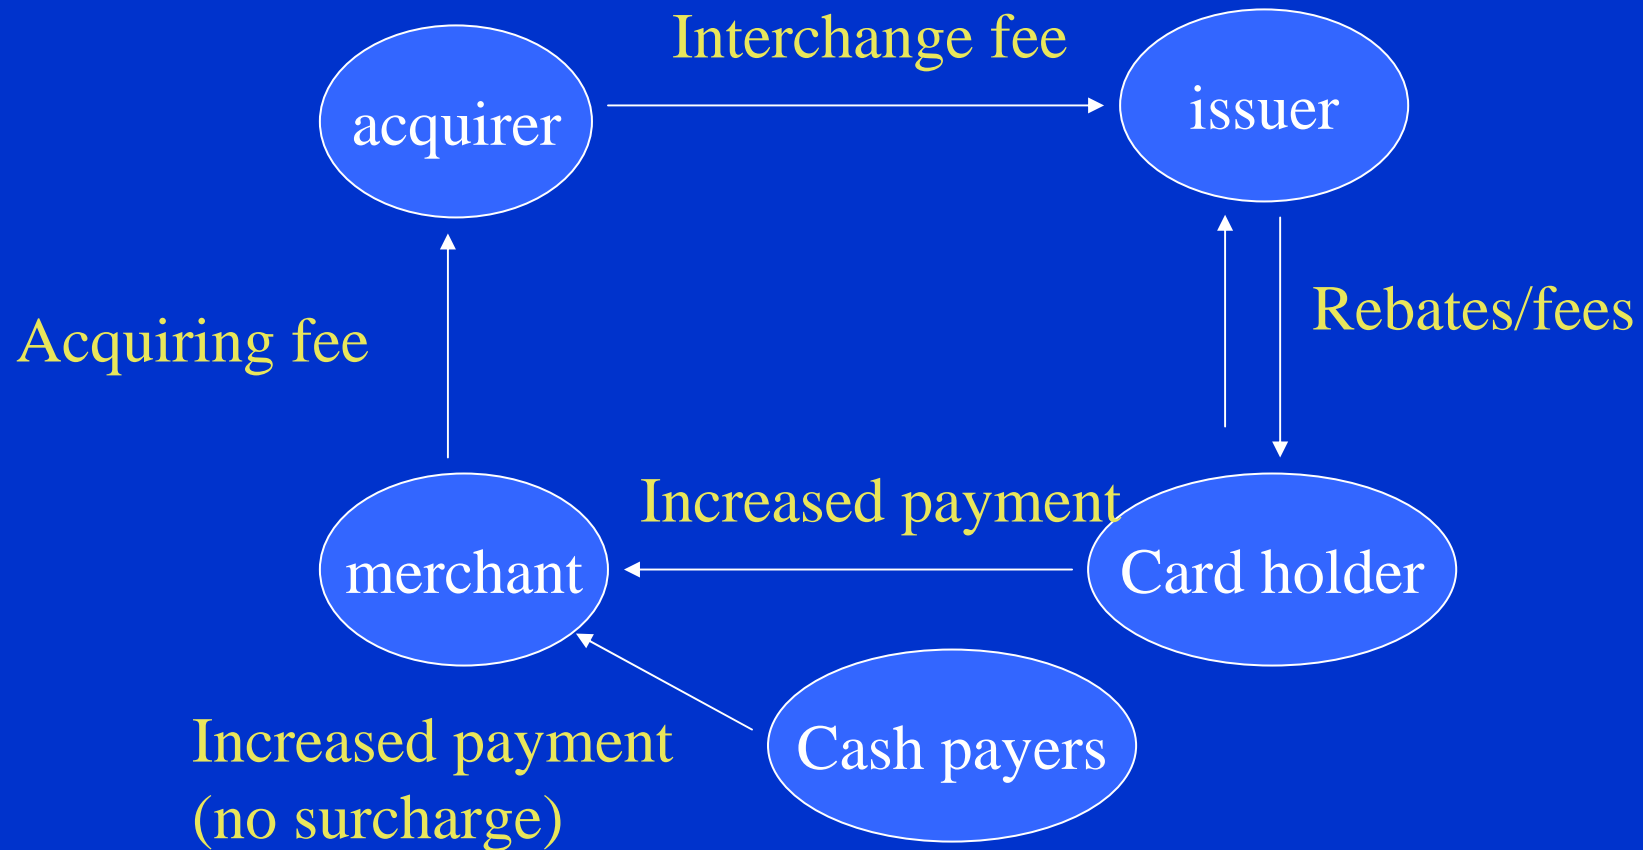 Interchange fee
acquirer
issuer
Acquiring fee
Rebates/fees
Increased payment
merchant
Card holder
Cash payers
Increased payment
(no surcharge)